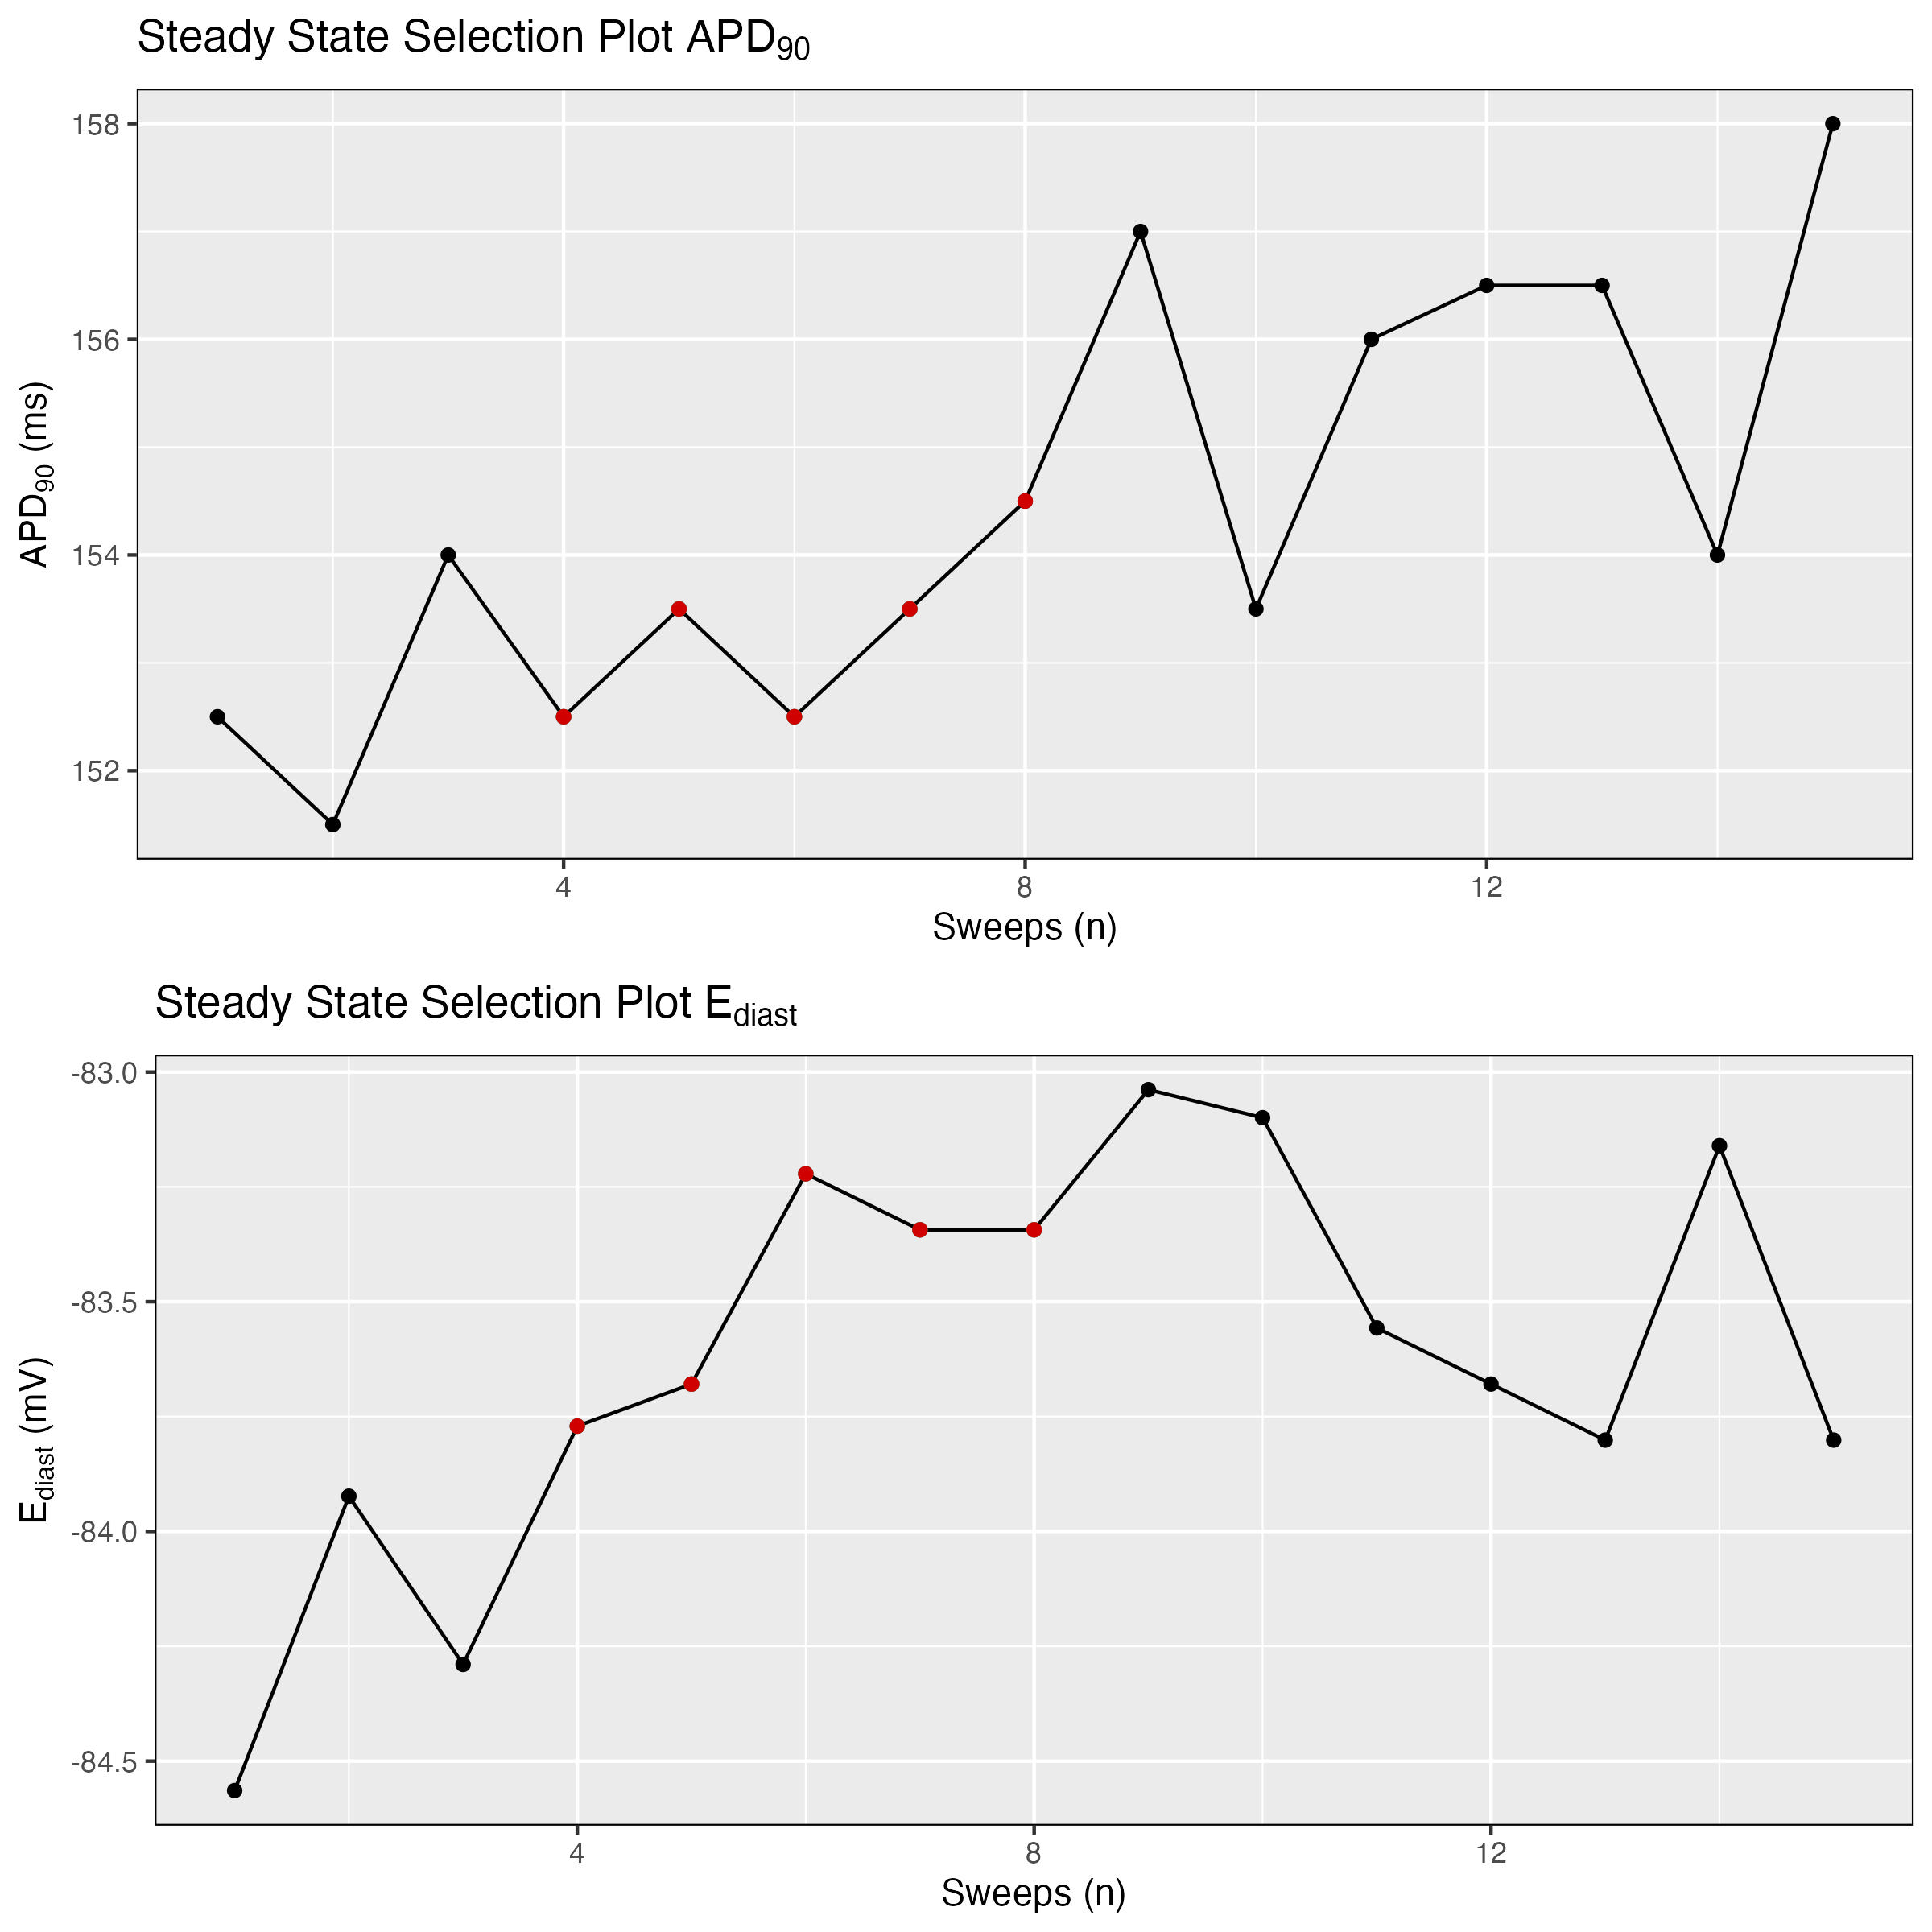 Steady State Selection Plot APD90
158
156
154
152
APD90 (ms)
4 8 12
Sweeps (n)
Steady State Selection Plot Ediast
-83.0
-83.5
-84.0
-84.5
Ediast (mV)
4 8 12
Sweeps (n)